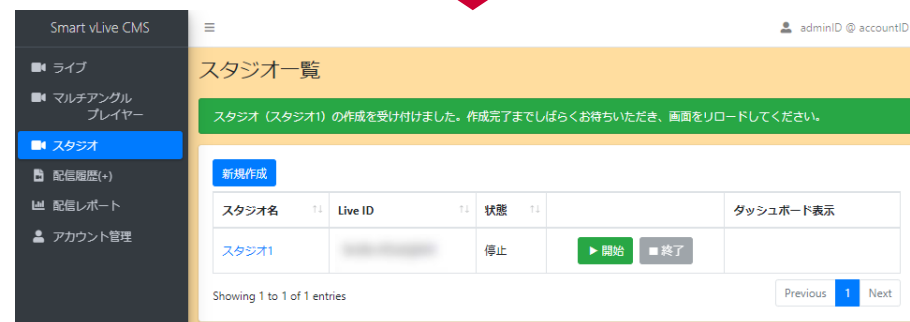 Smart vLive CMS
adminID @ accountID
ライブ
マルチアングル
プレイヤー
スタジオ
配信履歴(+)
配信レポート
アカウント管理
スタジオ一覧
スタジオ（スタジオ1）の作成を受け付けました。作成完了までしばらくお待ちいただき、画面をリロードしてください。
新規作成
スタジオ名 ↑↓ Live ID ↑↓ 状態 ↑↓ ダッシュボード表示
スタジオ1 停止 ▶開始 ■終了
Showing 1 to 1 of 1 entries
Previous 1 Next